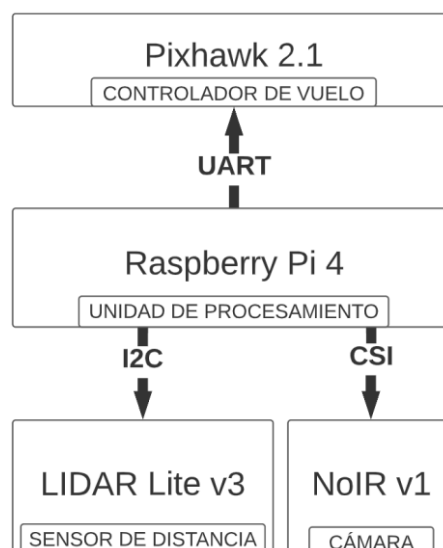 Pixhawk 2.1
CONTROLADOR DE VUELO
UART
Raspberry Pi 4
UNIDAD DE PROCESAMIENTO
I2C
CSI
LIDAR Lite v3
SENSOR DE DISTANCIA
NoIR v1
CÁMARA